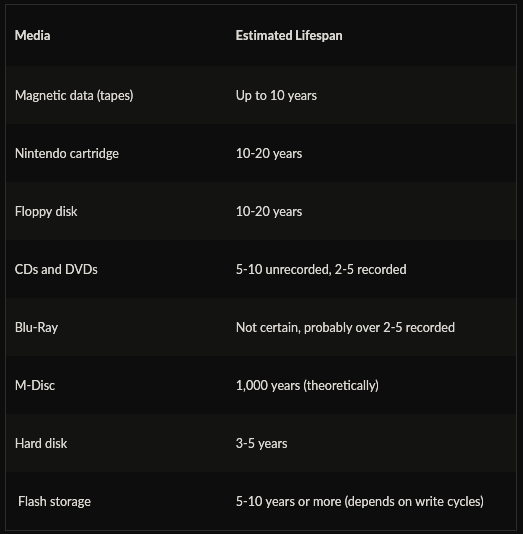 Media Estimated Lifespan
Magnetic data (tapes) Up to 10 years
Nintendo cartridge 10-20 years
Floppy disk 10-20 years
CDs and DVDs 5-10 unrecorded, 2-5 recorded
Blu-Ray Not certain, probably over 2-5 recorded
M-Disc 1,000 years (theoretically)
Hard disk 3-5 years
Flash storage 5-10 years or more (depends on write cycles)